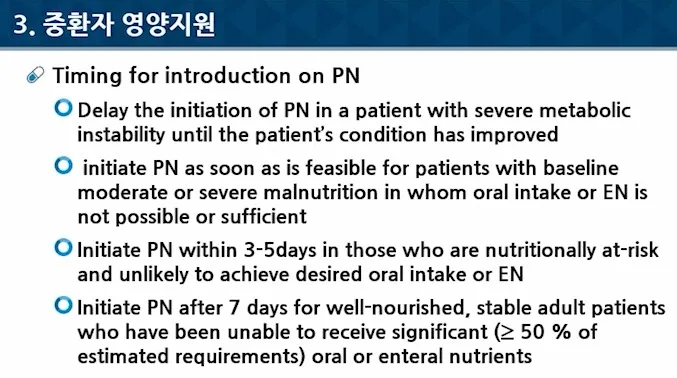 3. 중환자 영양지원
Timing for introduction on PN
Delay the initiation of PN in a patient with severe metabolic
instability until the patient's condition has improved
initiate PN as soon as is feasible for patients with baseline
moderate or severe malnutrition in whom oral intake or EN is
not possible or sufficient
Initiate PN within 3-5days in those who are nutritionally at-risk
and unlikely to achieve desired oral intake or EN
Initiate PN after 7 days for well-nourished, stable adult patients
who have been unable to receive significant (≥ 50 % of
estimated requirements) oral or enteral nutrients